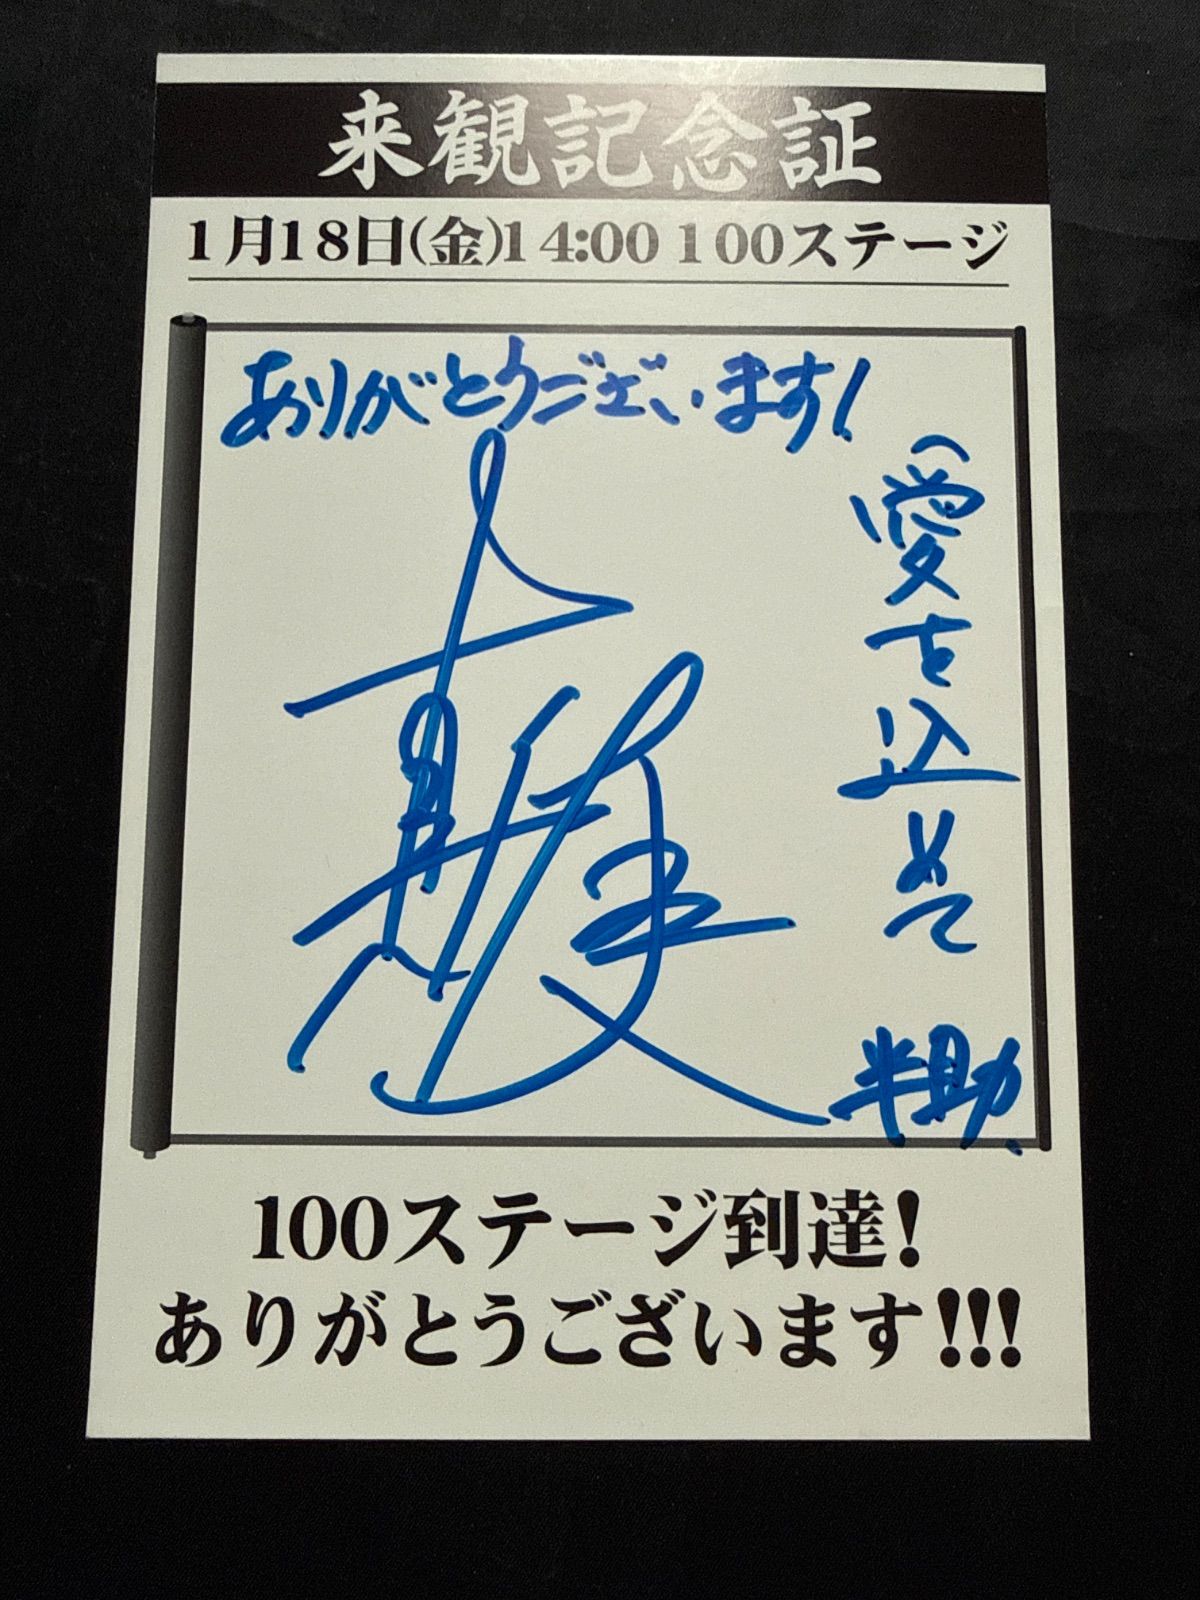 来観記念証
1月18日(金)14:00 100ステージ
ありがとうございます!
愛を込めて
半助
100ステージ到達!
ありがとうございます!!!